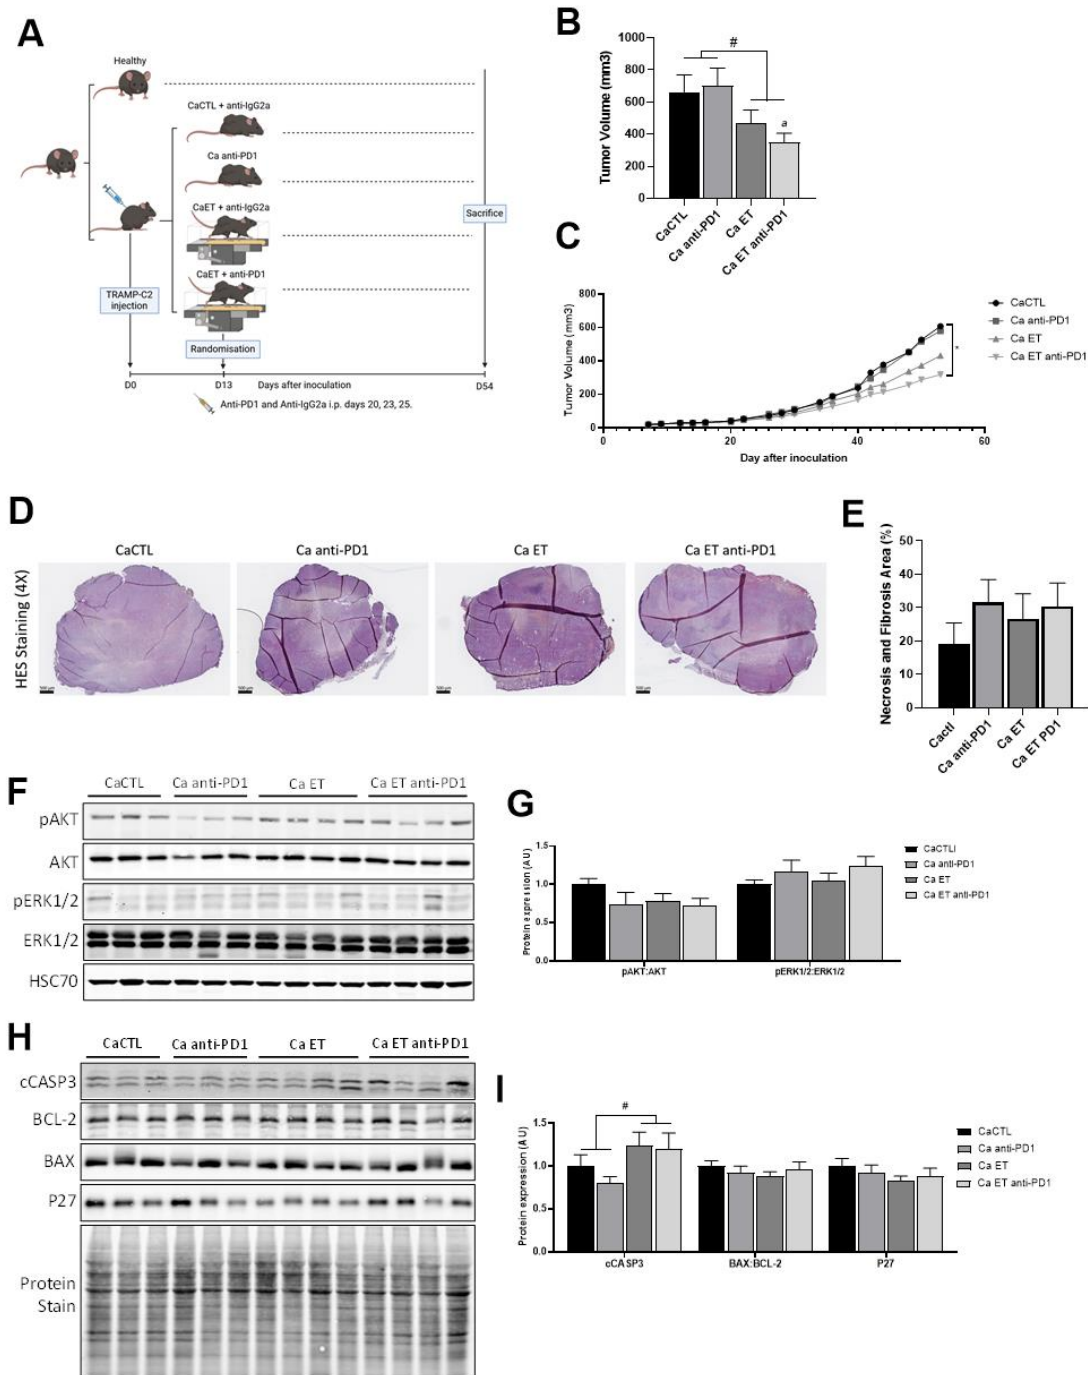 A
Healthy
CaCTL + anti-IgG2a
Ca anti-PD1
CaET + anti-IgG2a
CaET + anti-PD1
Sacrifice
TRAMP-C2
injection
Randomisation
D0
D13
Days after inoculation
D54
Anti-PD1 and Anti-IgG2a i.p. days 20, 23, 25.
B
Tumor Volume (mm3)
1000
800
600
400
200
0
#
a
CaCTL
Ca anti-PD1
Ca ET
Ca ET anti-PD1
C
Tumor Volume (mm3)
800
600
400
200
0
0
20
40
60
Day after inoculation
*
CaCTL
Ca anti-PD1
Ca ET
Ca ET anti-PD1
D
HES Staining (4X)
CaCTL
Ca anti-PD1
Ca ET
Ca ET anti-PD1
500 µm
500 µm
500 µm
500 µm
E
Necrosis and Fibrosis Area (%)
50
40
30
20
10
0
Cactl
Ca anti-PD1
Ca ET
Ca ET PD1
F
CaCTL
Ca anti-PD1
Ca ET
Ca ET anti-PD1
pAKT
AKT
pERK1/2
ERK1/2
HSC70
G
Protein expression (AU)
1.5
1.0
0.5
0.0
pAKT:AKT
pERK1/2:ERK1/2
CaCTLl
Ca anti-PD1
Ca ET
Ca ET anti-PD1
H
CaCTL
Ca anti-PD1
Ca ET
Ca ET anti-PD1
cCASP3
BCL-2
BAX
P27
Protein
Stain
I
Protein expression (AU)
1.5
1.0
0.5
0.0
#
cCASP3
BAX:BCL-2
P27
CaCTL
Ca anti-PD1
Ca ET
Ca ET anti-PD1